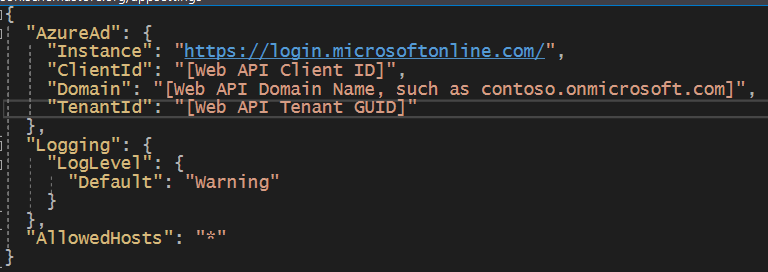 {
"AzureAd": {
"Instance": "https://login.microsoftonline.com/",
"ClientId": "[Web API Client ID]",
"Domain": "[Web API Domain Name, such as contoso.onmicrosoft.com]",
"TenantId": "[Web API Tenant GUID]"
},
"Logging": {
"LogLevel": {
"Default": "Warning"
}
},
"AllowedHosts": "*"
}